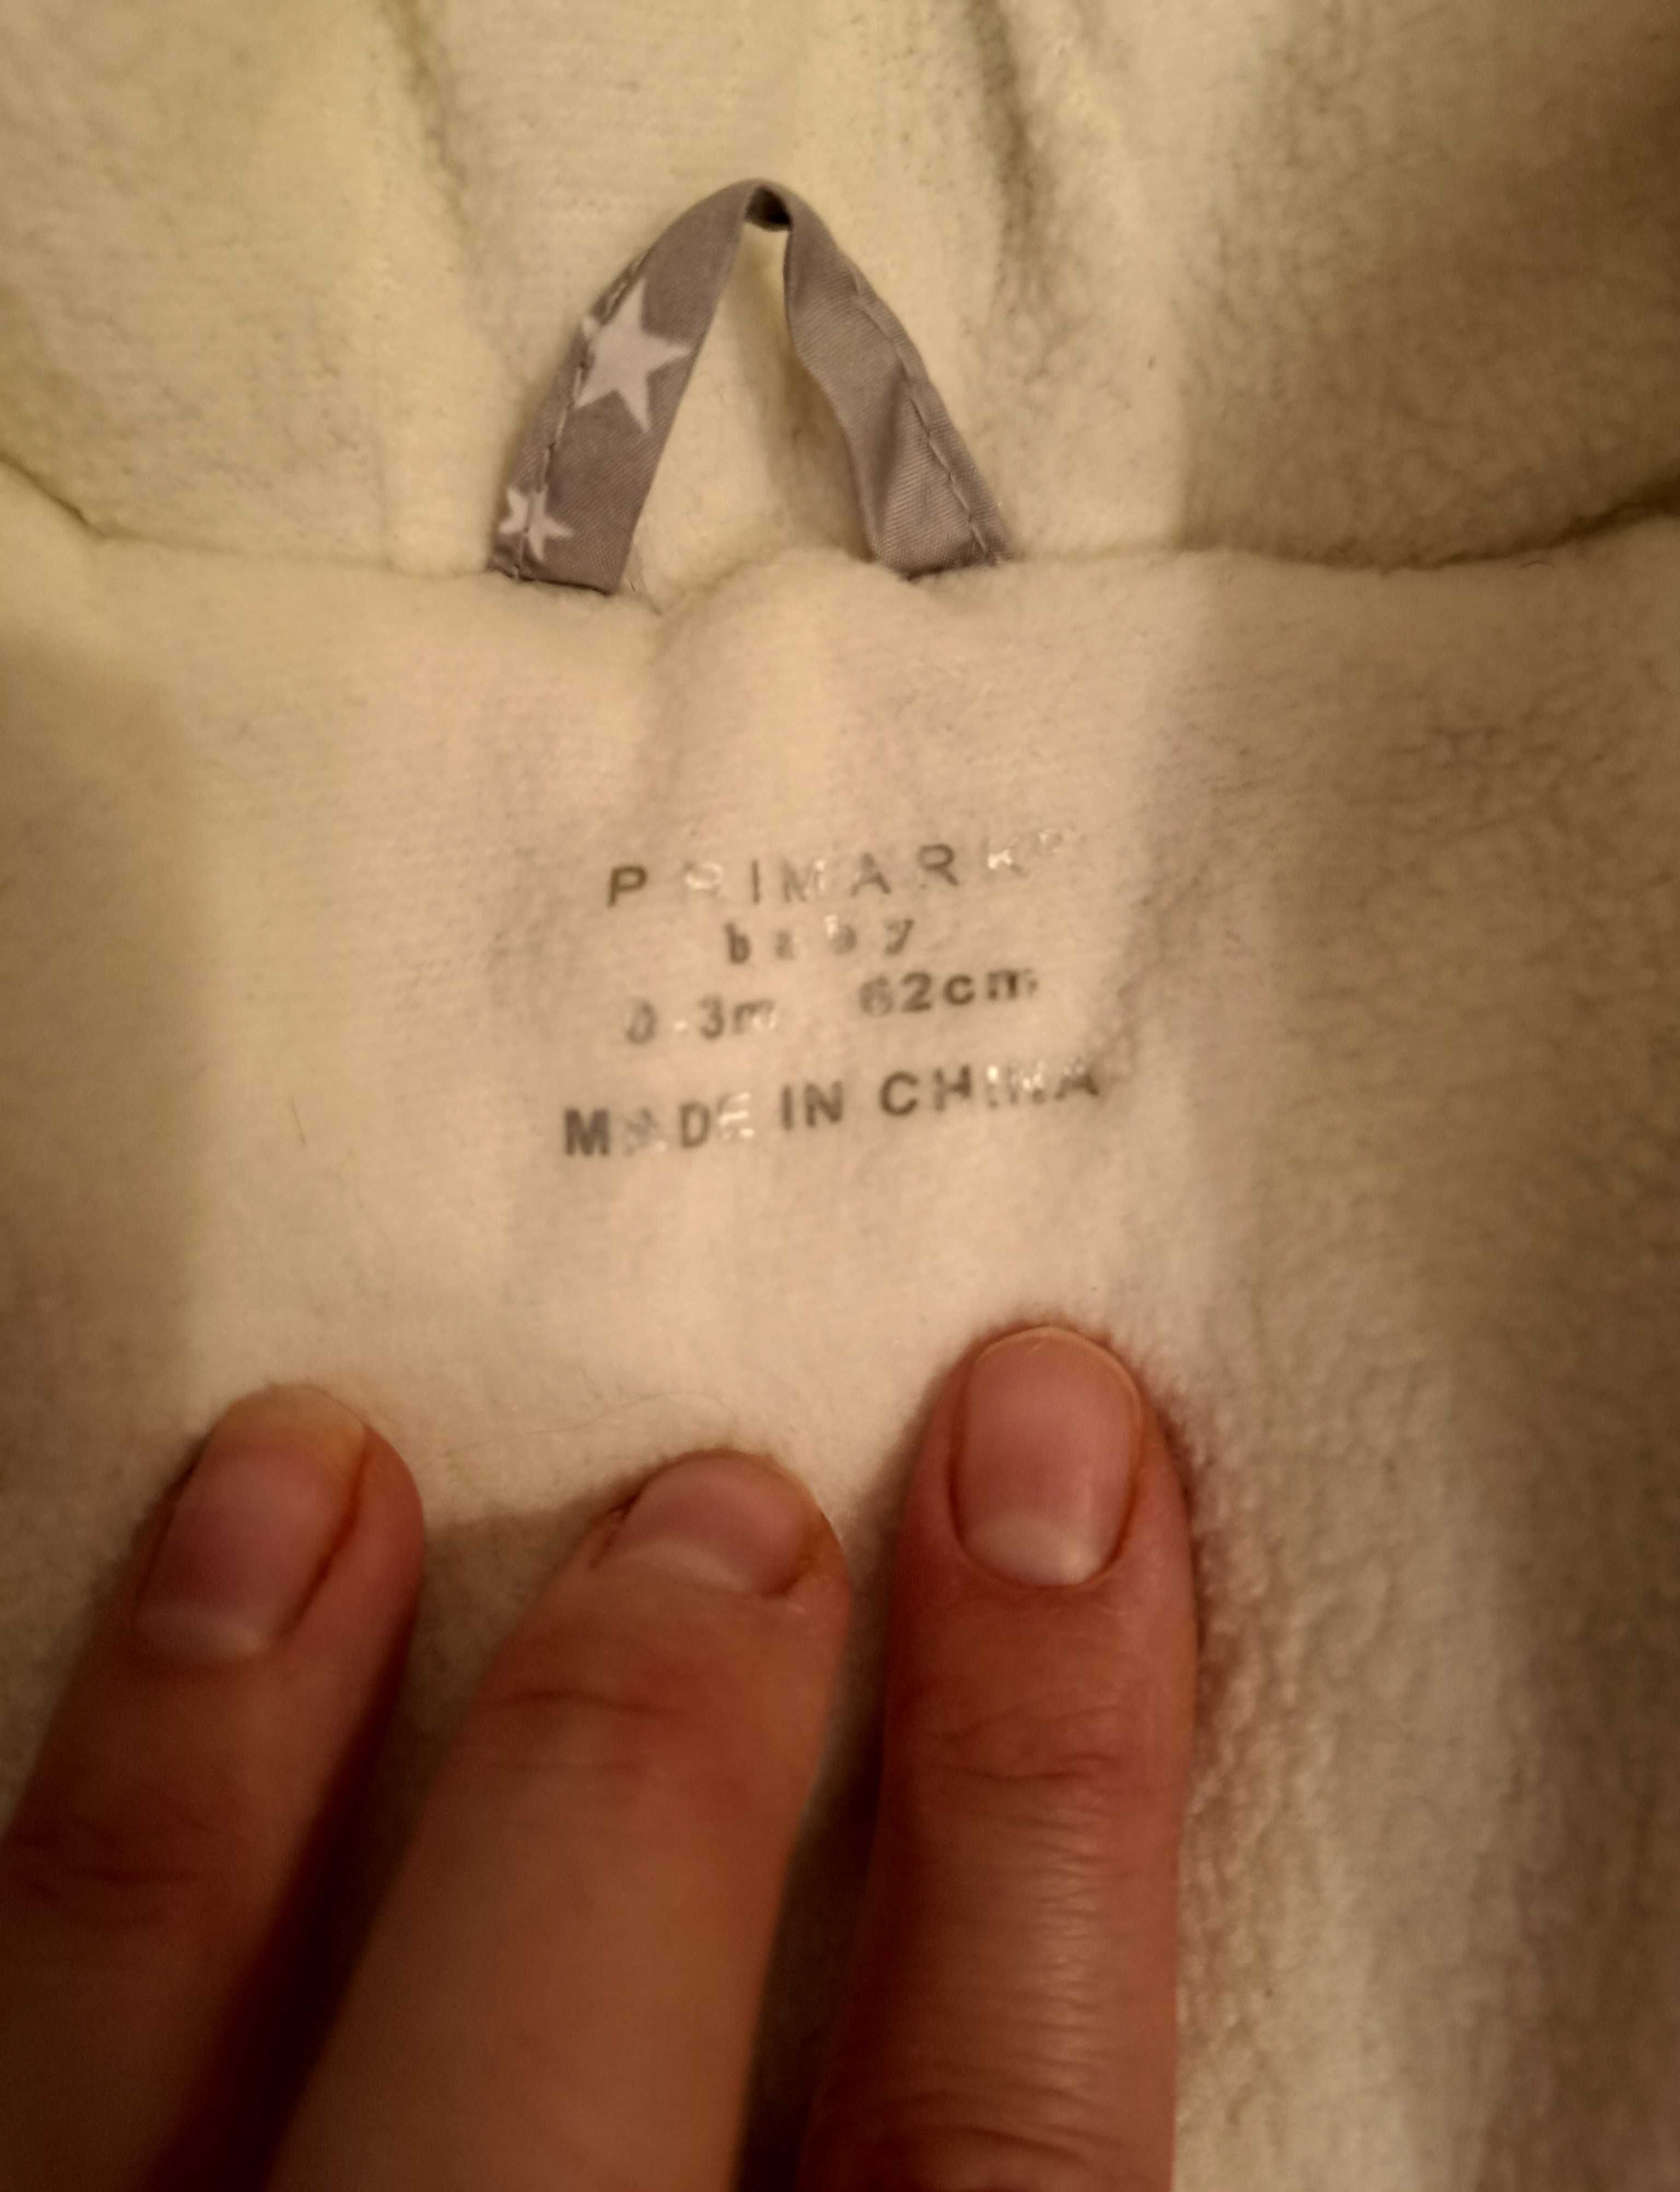 PRIMARK®
baby
0-3m 62cm
MADE IN CHINA